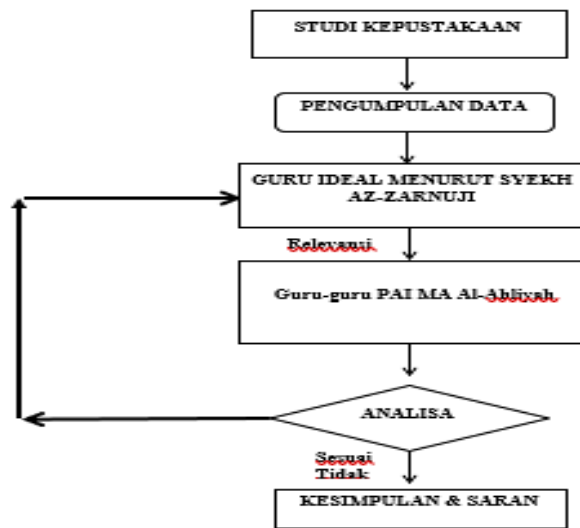 STUDI KEPUSTAKAAN
PENGUMPULAN DATA
GURU IDEAL MENURUT SYEKH
AZ-ZARNUJI
Relevansi
Guru-guru PAI MA Al-Ahliyah
ANALISA
Sesuai
Tidak
KESIMPULAN & SARAN